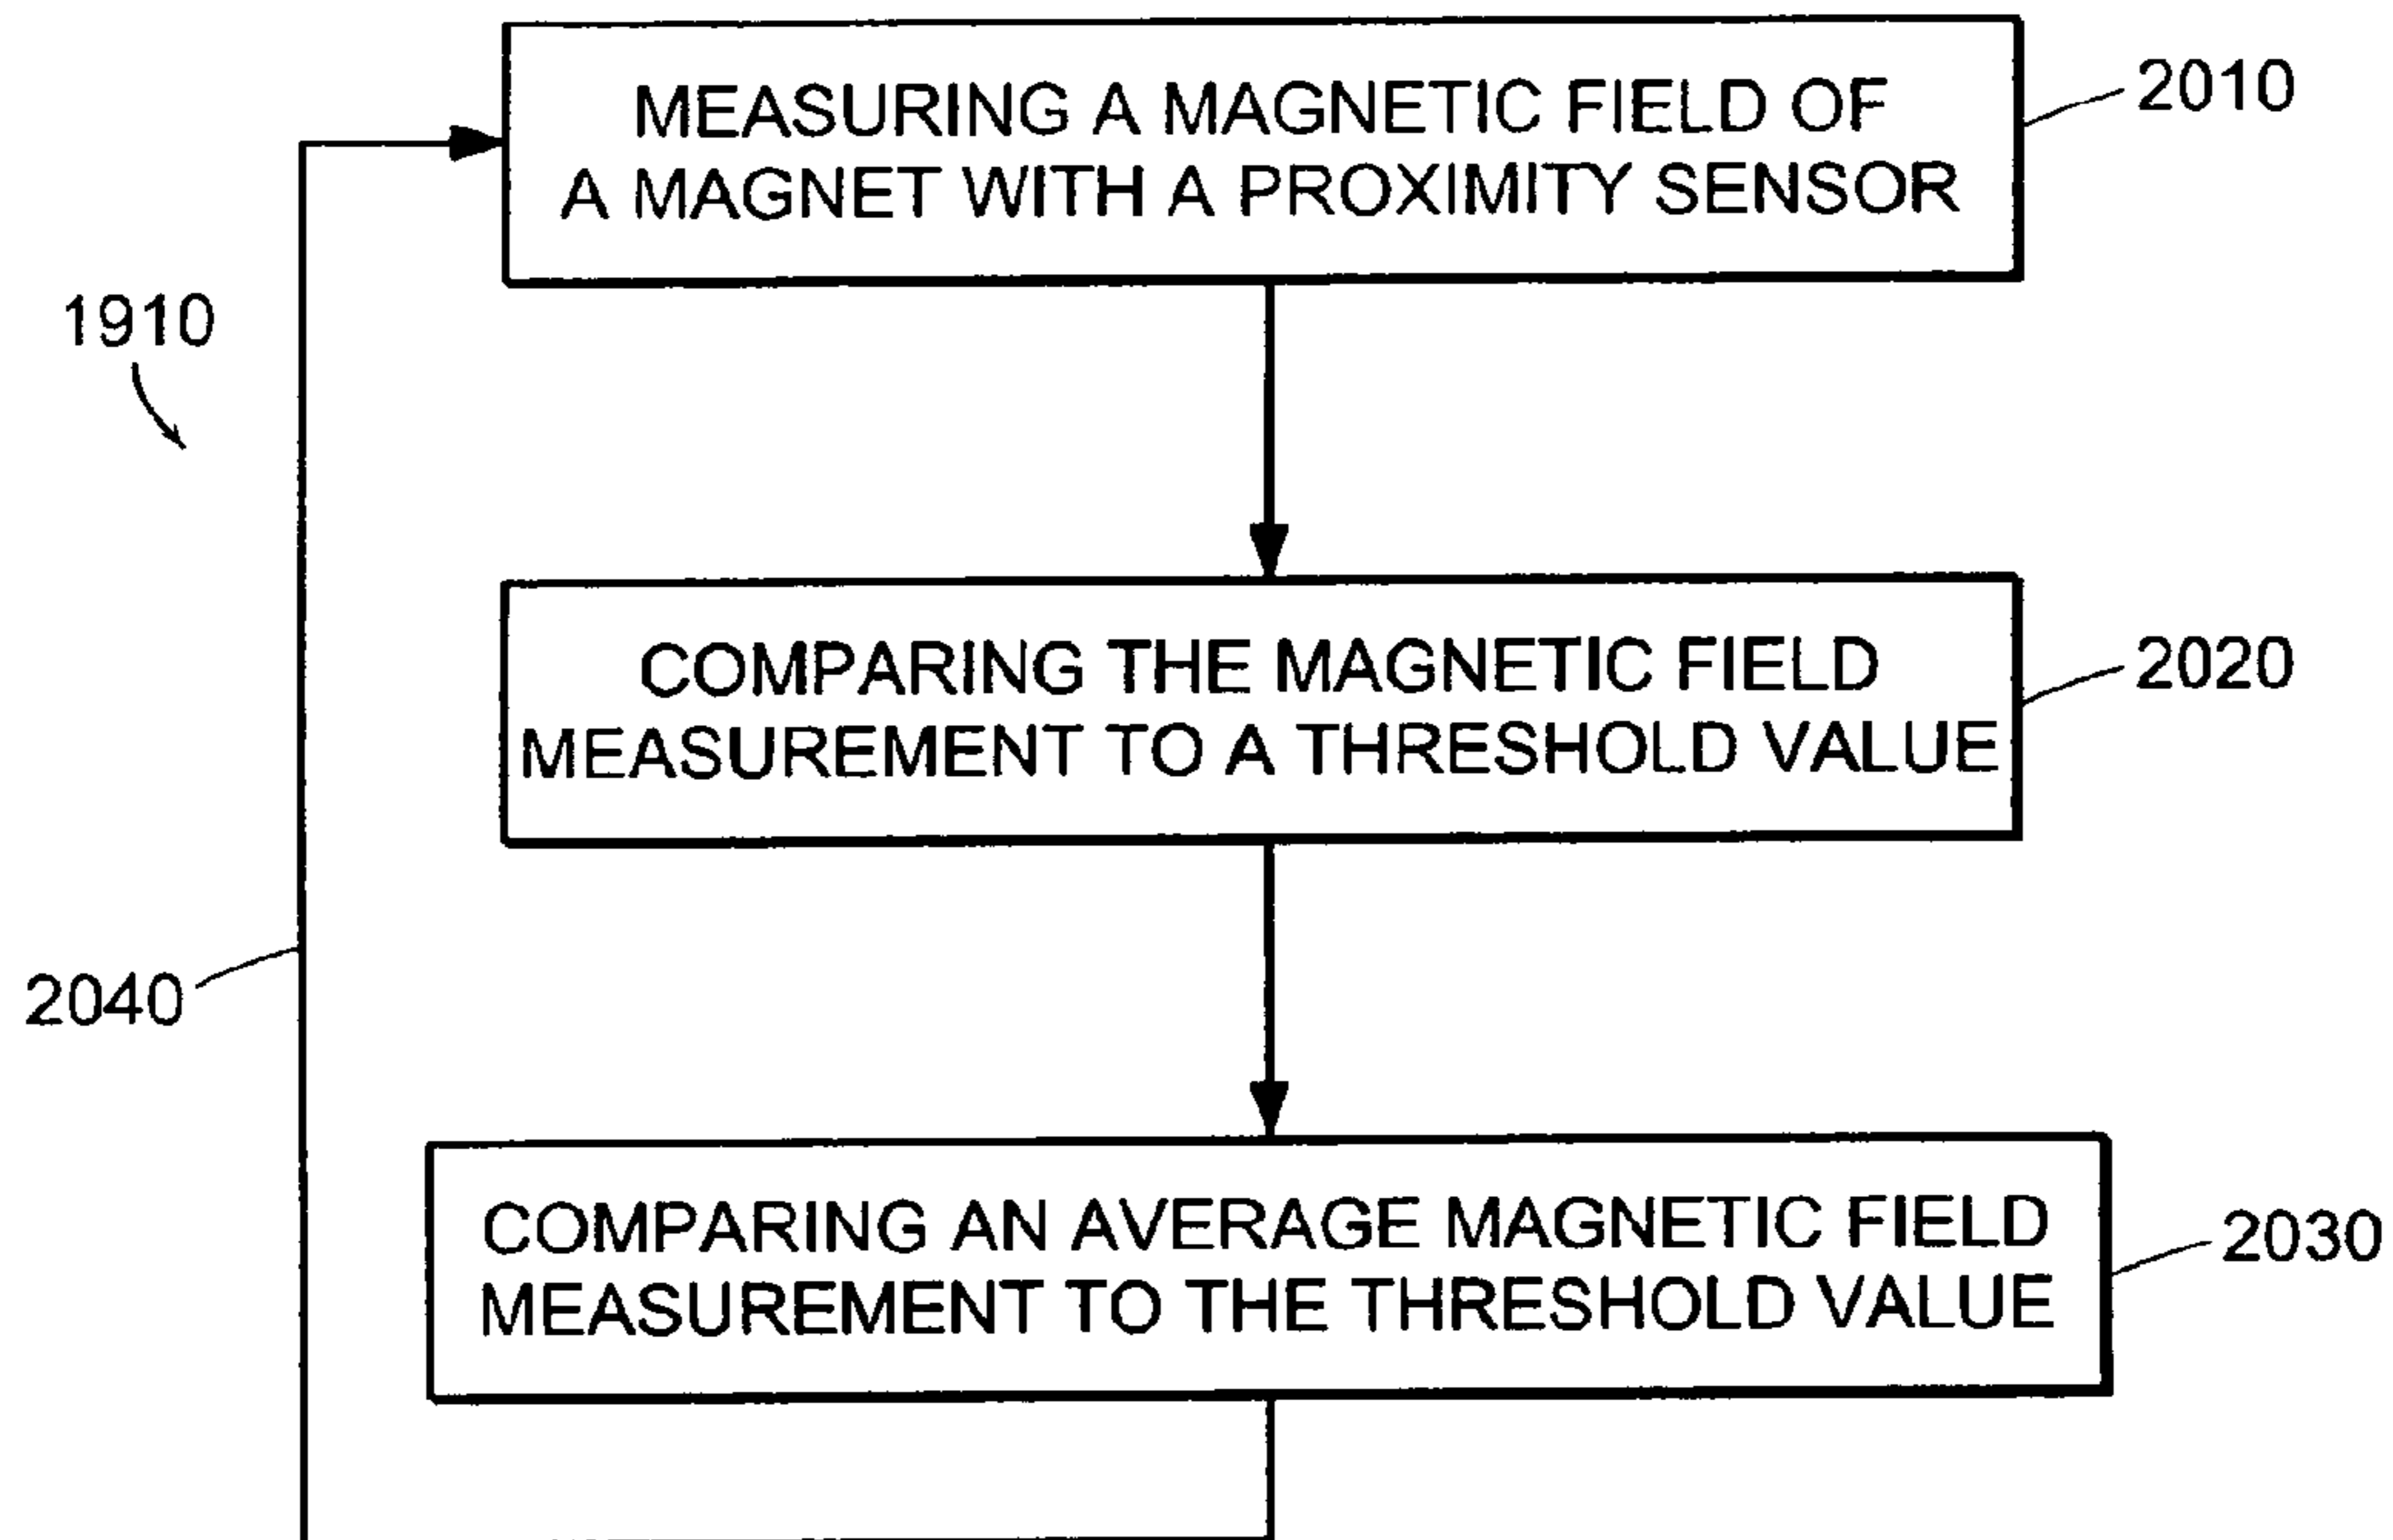 MEASURING A MAGNETIC FIELD OF
A MAGNET WITH A PROXIMITY SENSOR
2010
1910
COMPARING THE MAGNETIC FIELD
MEASUREMENT TO A THRESHOLD VALUE
2020
2040
COMPARING AN AVERAGE MAGNETIC FIELD
MEASUREMENT TO THE THRESHOLD VALUE
2030